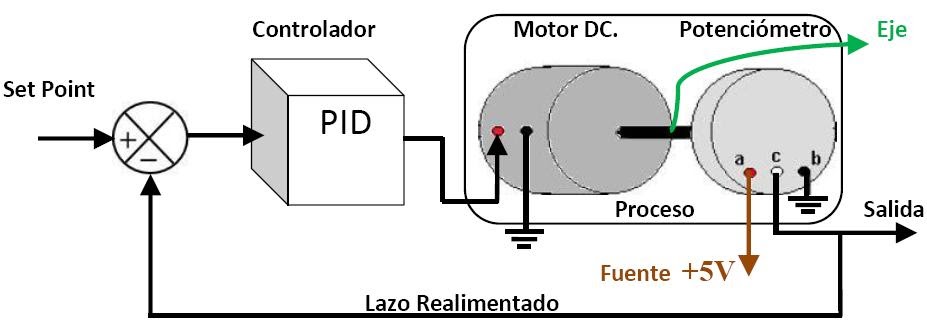 Controlador
Motor DC.
Potenciómetro
Eje
Set Point
PID
+
−
a
c
b
Proceso
Salida
Fuente +5V
Lazo Realimentado